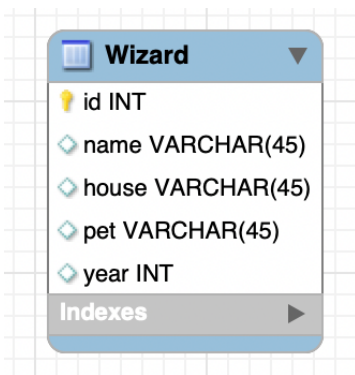 Wizard
id INT
name VARCHAR(45)
house VARCHAR(45)
pet VARCHAR(45)
year INT
Indexes